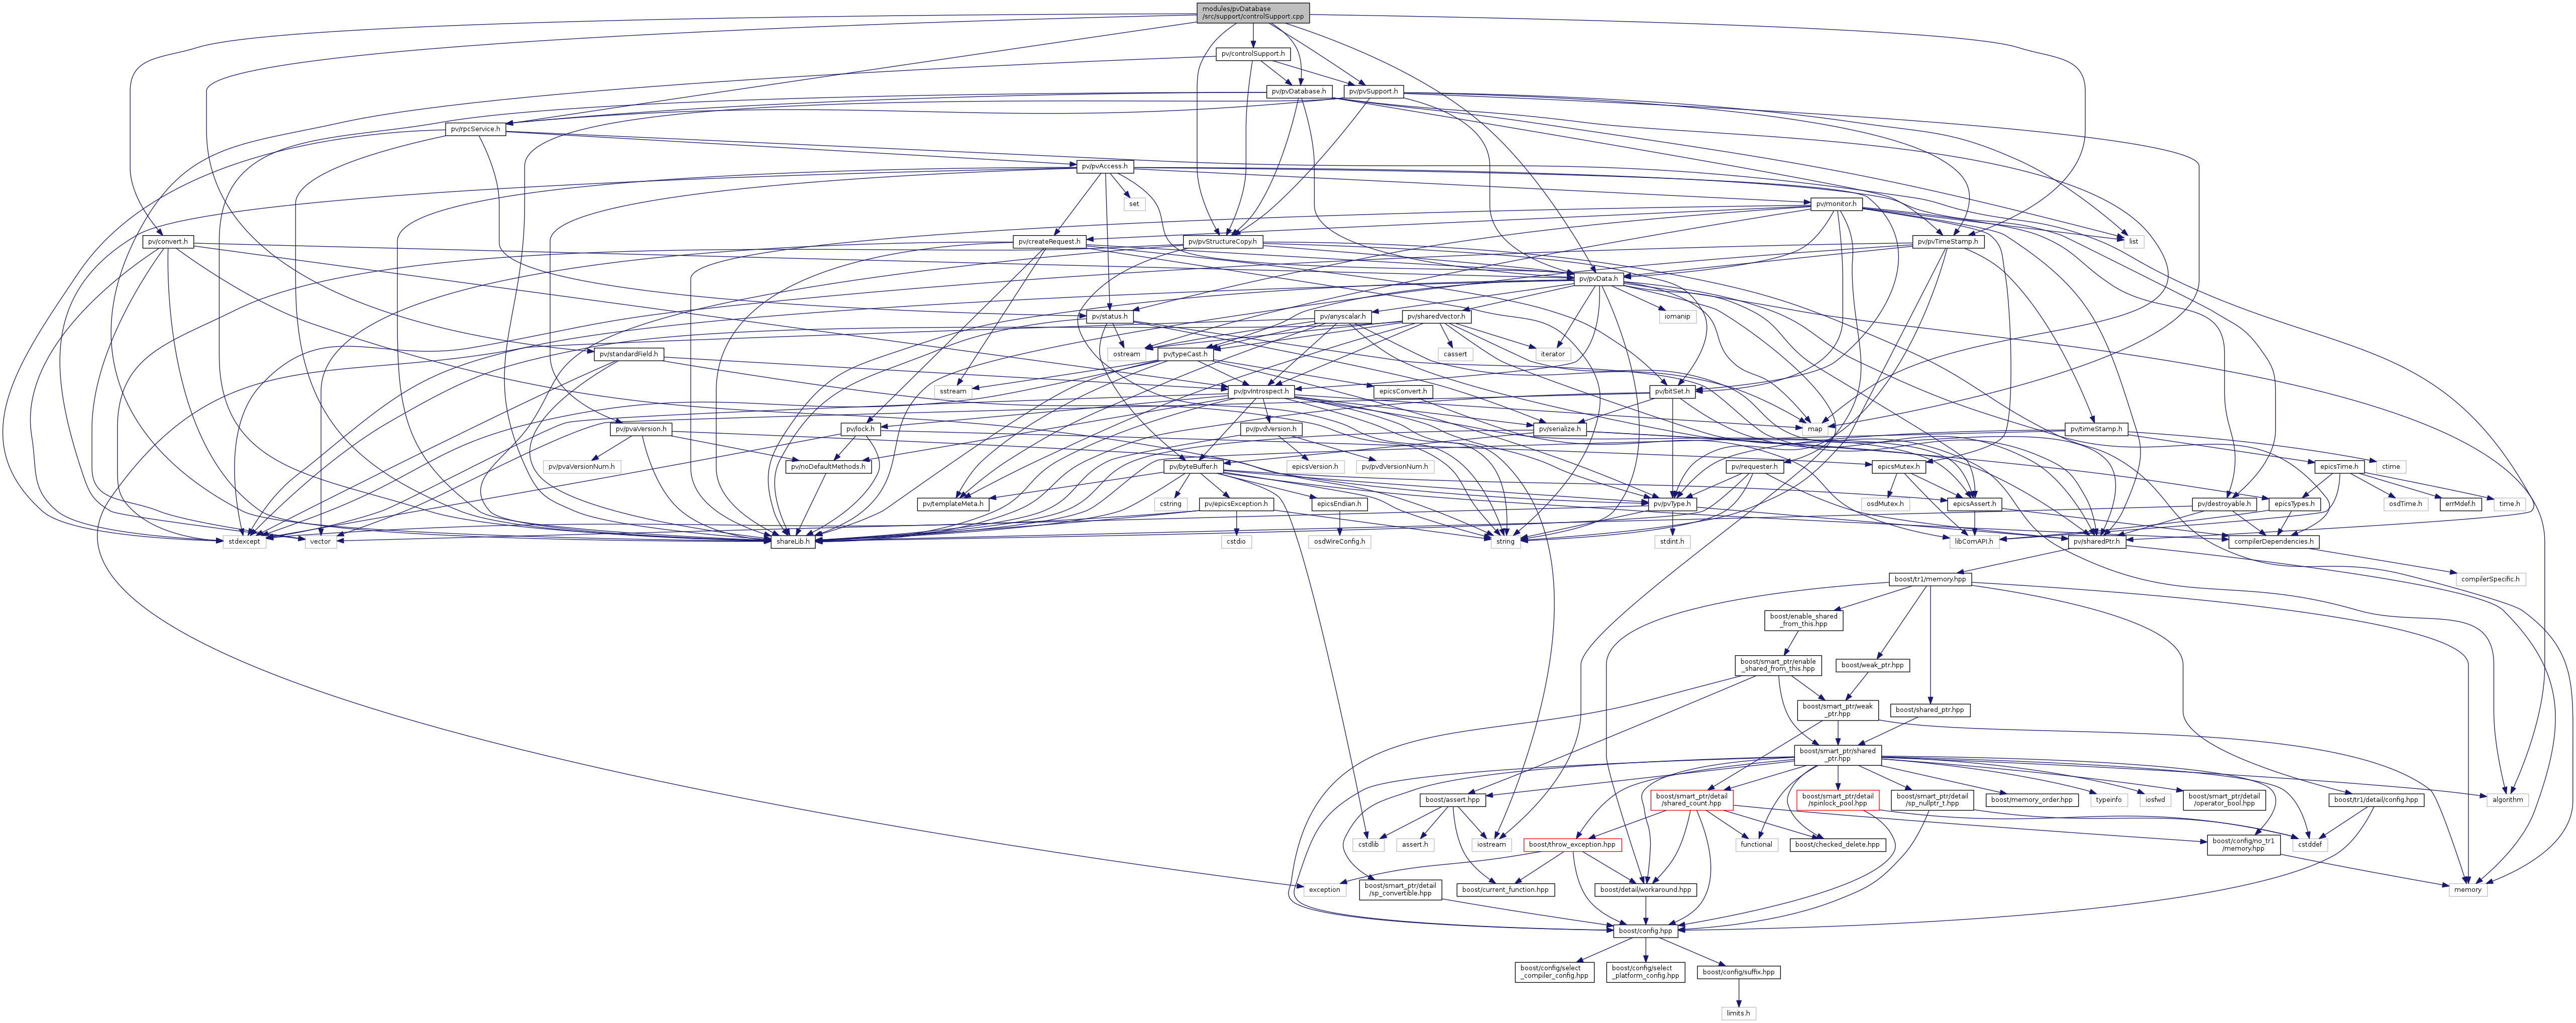 modules/pvDatabase
/src/support/controlSupport.cpp
pv/controlSupport.h
pv/pvDatabase.h
pv/pvSupport.h
pv/rpcService.h
pv/pvAccess.h
set
pv/monitor.h
pv/convert.h
pv/createRequest.h
pv/pvStructureCopy.h
pv/pvTimeStamp.h
list
pv/pvData.h
pv/status.h
pv/anyscalar.h
pv/sharedVector.h
iomanip
pv/standardField.h
ostream
pv/typeCast.h
cassert
iterator
sstream
pv/pvIntrospect.h
epicsConvert.h
pv/bitSet.h
pv/pvaVersion.h
pv/lock.h
pv/pvdVersion.h
pv/serialize.h
map
pv/timeStamp.h
pv/pvaVersionNum.h
pv/noDefaultMethods.h
pv/byteBuffer.h
epicsVersion.h
pv/pvdVersionNum.h
pv/requester.h
epicsMutex.h
epicsTime.h
ctime
pv/templateMeta.h
cstring
pv/epicsException.h
epicsEndian.h
pv/pvType.h
osdMutex.h
epicsAssert.h
pv/destroyable.h
epicsTypes.h
osdTime.h
errMdef.h
time.h
stdexcept
vector
shareLib.h
cstdio
osdWireConfig.h
string
stdint.h
libComAPI.h
pv/sharedPtr.h
compilerDependencies.h
boost/tr1/memory.hpp
compilerSpecific.h
boost/enable_shared
_from_this.hpp
boost/smart_ptr/enable
_shared_from_this.hpp
boost/weak_ptr.hpp
boost/smart_ptr/weak
_ptr.hpp
boost/shared_ptr.hpp
boost/smart_ptr/shared
_ptr.hpp
boost/assert.hpp
boost/smart_ptr/detail
/shared_count.hpp
boost/smart_ptr/detail
/spinlock_pool.hpp
boost/smart_ptr/detail
/sp_nullptr_t.hpp
boost/memory_order.hpp
typeinfo
iosfwd
boost/smart_ptr/detail
/operator_bool.hpp
boost/tr1/detail/config.hpp
algorithm
cstdlib
assert.h
iostream
boost/throw_exception.hpp
functional
boost/checked_delete.hpp
boost/config/no_tr1
/memory.hpp
cstddef
exception
boost/smart_ptr/detail
/sp_convertible.hpp
boost/current_function.hpp
boost/detail/workaround.hpp
memory
boost/config.hpp
boost/config/select
_compiler_config.hpp
boost/config/select
_platform_config.hpp
boost/config/suffix.hpp
limits.h